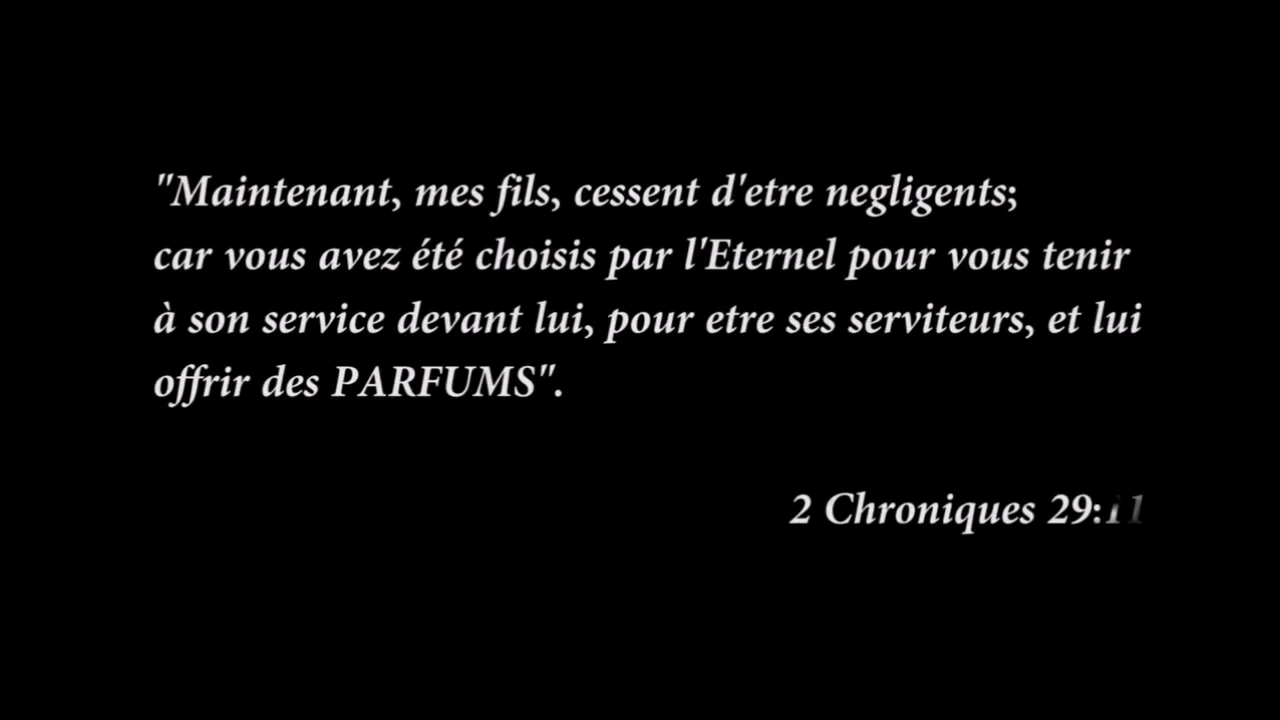 "Maintenant, mes fils, cessent d'etre negligents;
car vous avez été choisis par l'Eternel pour vous tenir
à son service devant lui, pour etre ses serviteurs, et lui
offrir des PARFUMS".
2 Chroniques 29:11